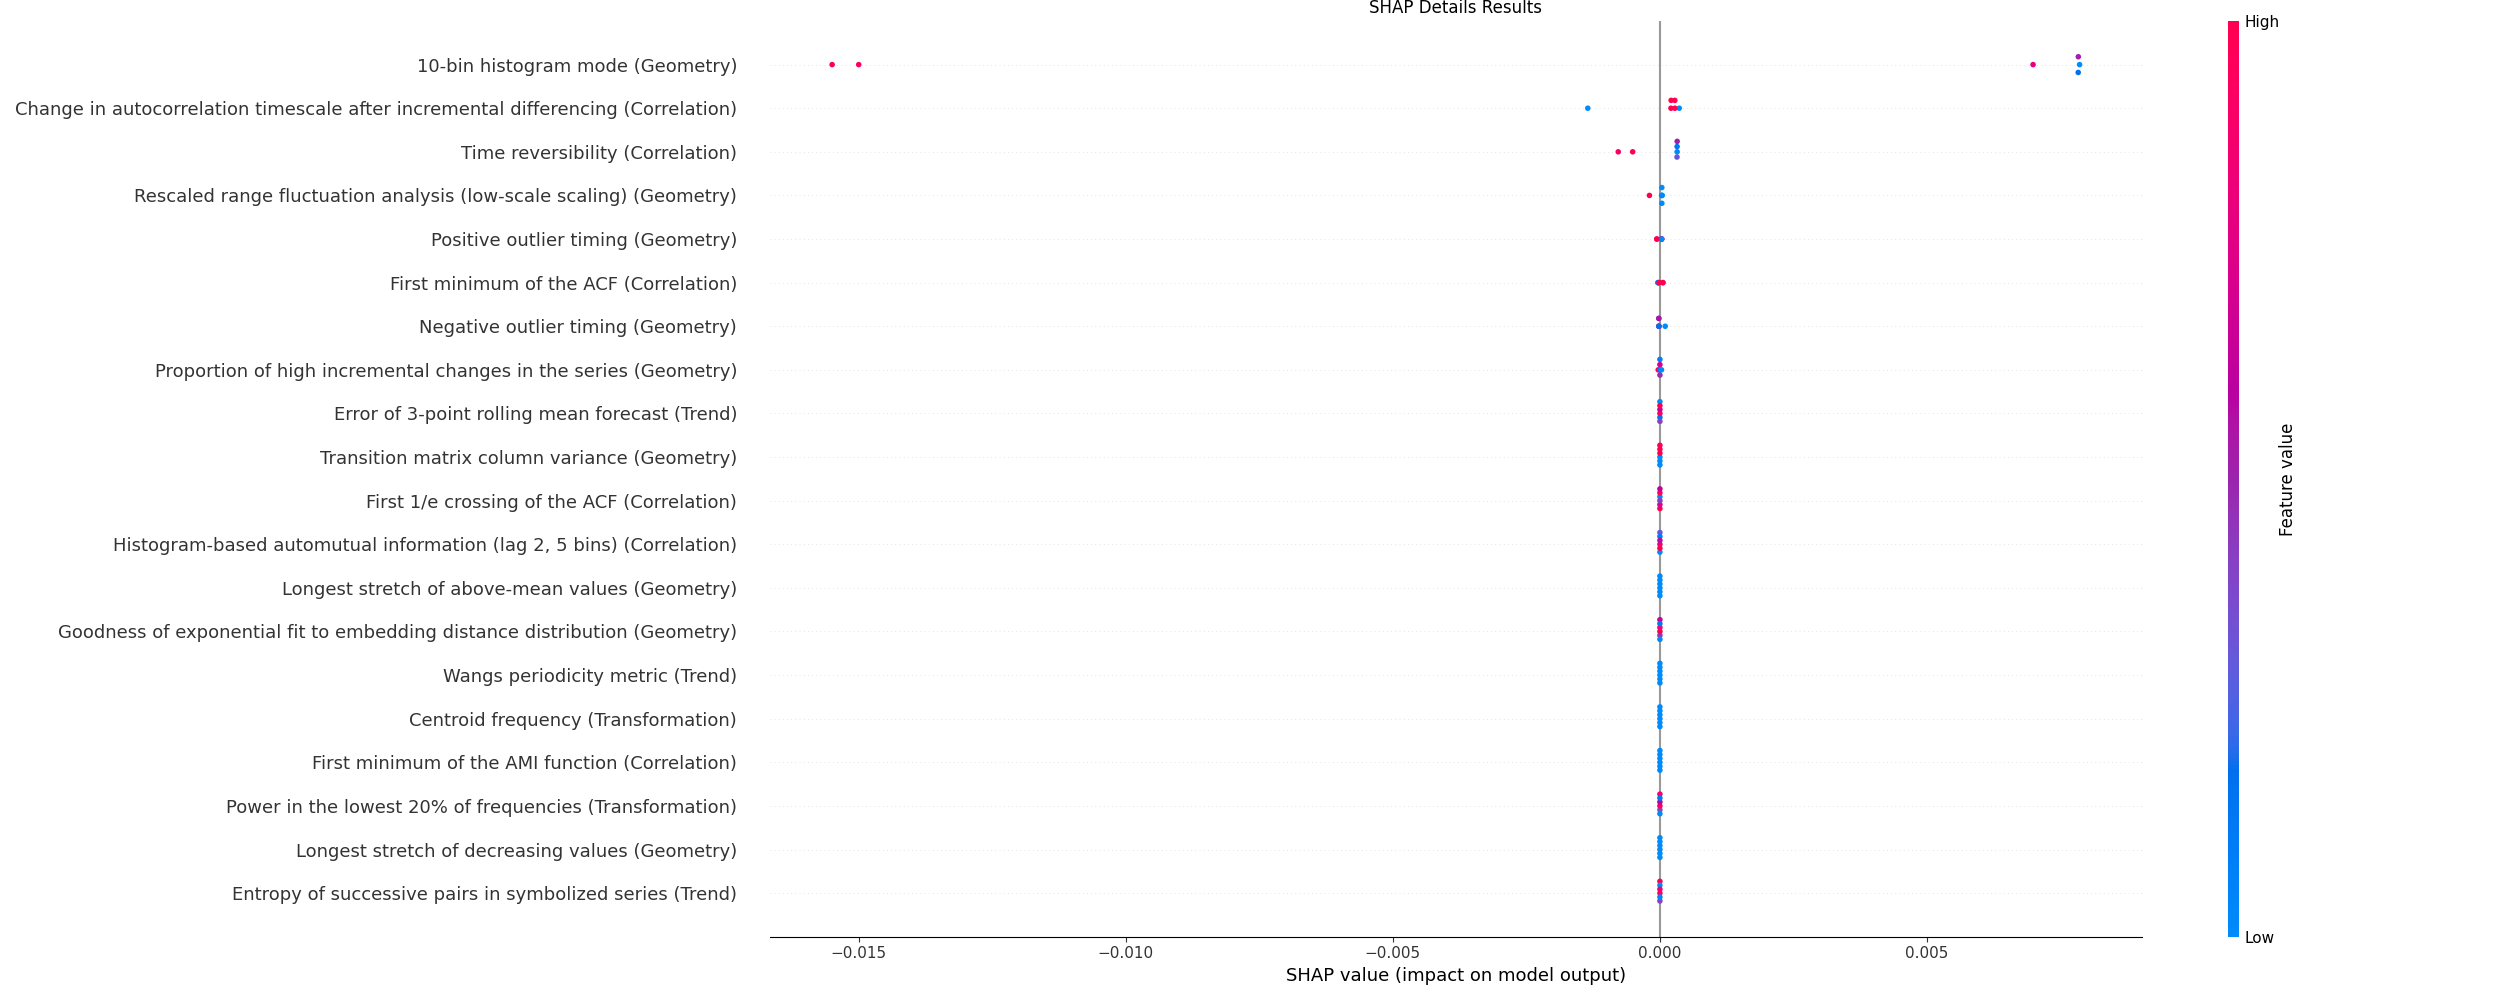 SHAP Details Results
High
10-bin histogram mode (Geometry)
Change in autocorrelation timescale after incremental differencing (Correlation)
Time reversibility (Correlation)
Rescaled range fluctuation analysis (low-scale scaling) (Geometry)
Positive outlier timing (Geometry)
First minimum of the ACF (Correlation)
Negative outlier timing (Geometry)
Proportion of high incremental changes in the series (Geometry)
Error of 3-point rolling mean forecast (Trend)
Transition matrix column variance (Geometry)
First 1/e crossing of the ACF (Correlation)
Histogram-based automutual information (lag 2, 5 bins) (Correlation)
Longest stretch of above-mean values (Geometry)
Goodness of exponential fit to embedding distance distribution (Geometry)
Wangs periodicity metric (Trend)
Centroid frequency (Transformation)
First minimum of the AMI function (Correlation)
Power in the lowest 20% of frequencies (Transformation)
Longest stretch of decreasing values (Geometry)
Entropy of successive pairs in symbolized series (Trend)
Feature value
Low
−0.015 −0.010 −0.005 0.000 0.005
SHAP value (impact on model output)